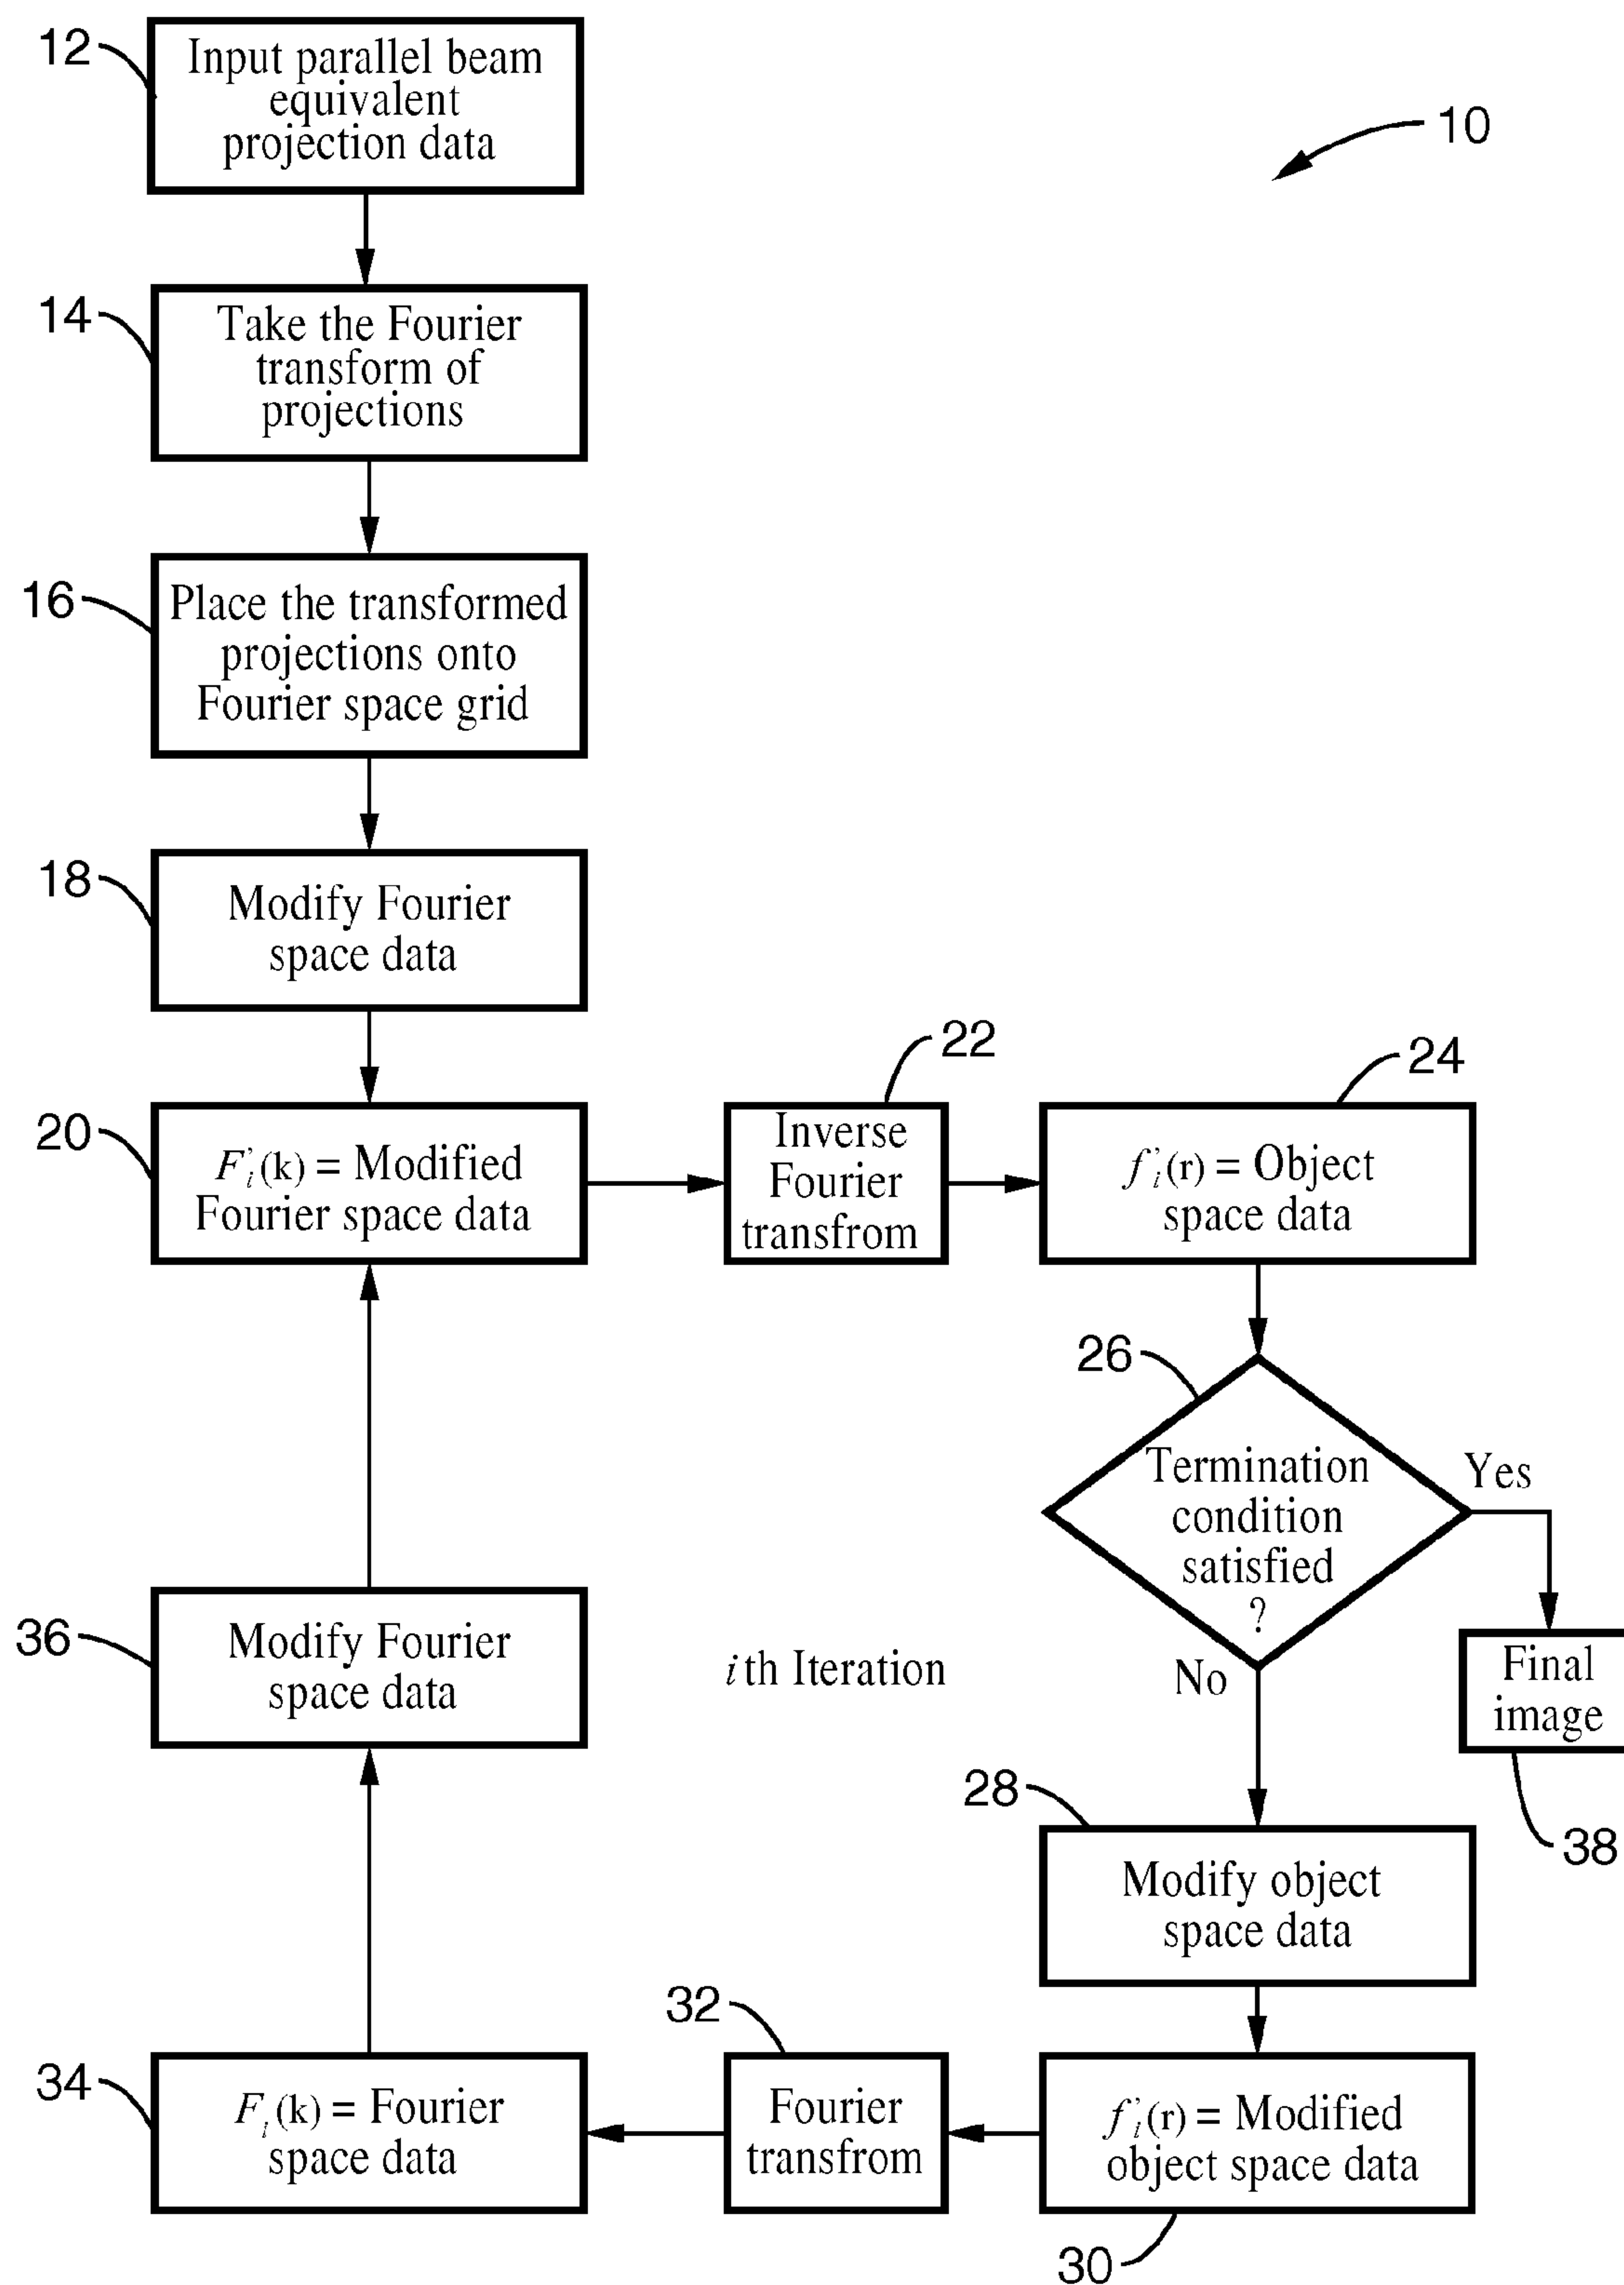 12
Input parallel beam
equivalent
projection data
10
14
Take the Fourier
transform of
projections
16
Place the transformed
projections onto
Fourier space grid
18
Modify Fourier
space data
20
F'i(k) = Modified
Fourier space data
22
Inverse
Fourier
transfrom
24
f'i(r) = Object
space data
26
Termination
condition
satisfied
?
Yes
No
Final
image
38
36
Modify Fourier
space data
ith Iteration
28
Modify object
space data
34
Fi(k) = Fourier
space data
32
Fourier
transfrom
f'i(r) = Modified
object space data
30